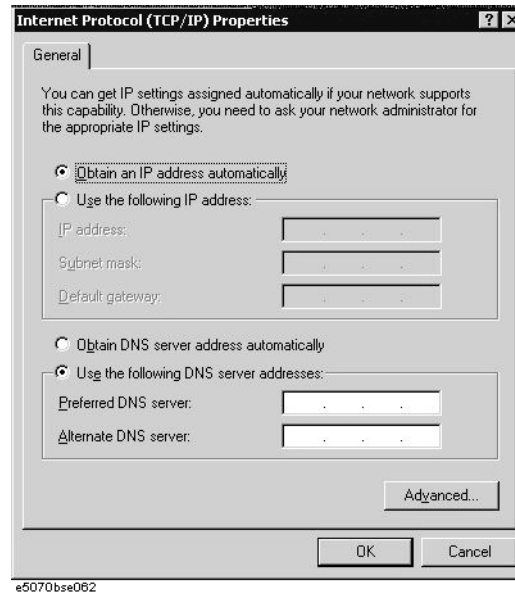 Internet Protocol (TCP/IP) Properties
General
You can get IP settings assigned automatically if your network supports
this capability. Otherwise, you need to ask your network administrator for
the appropriate IP settings.
Obtain an IP address automatically
Use the following IP address:
IP address:
Subnet mask:
Default gateway:
Obtain DNS server address automatically
Use the following DNS server addresses:
Preferred DNS server:
Alternate DNS server:
Advanced...
OK Cancel
e5070bse062